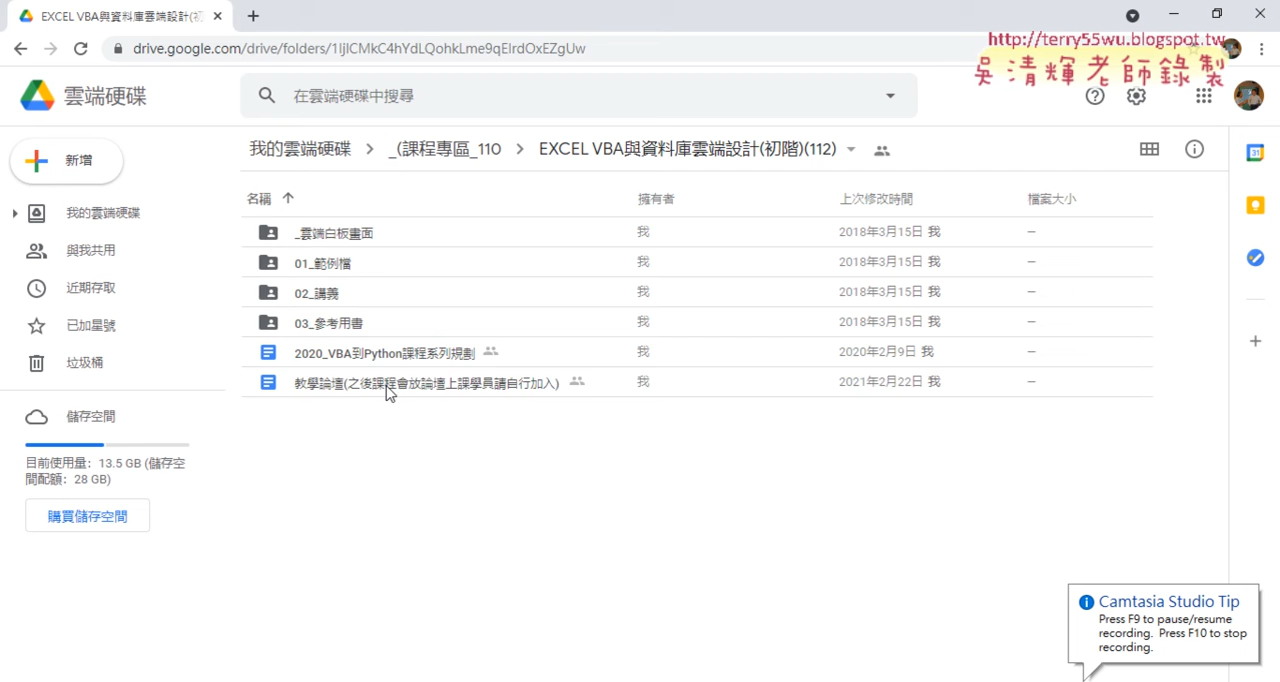 EXCEL VBA與資料庫雲端設計(初
drive.google.com/drive/folders/1ljlCMkC4hYdLQohkLme9qElrdOxEZgUw
http://terry55wu.blogspot.tw
吳清輝老師錄製
雲端硬碟
在雲端硬碟中搜尋
新增
我的雲端硬碟
與我共用
近期存取
已加星號
垃圾桶
儲存空間
目前使用量：13.5 GB (儲存空
間配額：28 GB)
購買儲存空間
我的雲端硬碟 > _(課程專區_110 > EXCEL VBA與資料庫雲端設計(初階)(112)
名稱 擁有者 上次修改時間 檔案大小
_雲端白板畫面 我 2018年3月15日 我 —
01_範例檔 我 2018年3月15日 我 —
02_講義 我 2018年3月15日 我 —
03_參考用書 我 2018年3月15日 我 —
2020_VBA到Python課程系列規劃 我 2020年2月9日 我 —
教學論壇(之後課程會放論壇上課學員請自行加入) 我 2021年2月22日 我 —
31
Camtasia Studio Tip
Press F9 to pause/resume
recording. Press F10 to stop
recording.